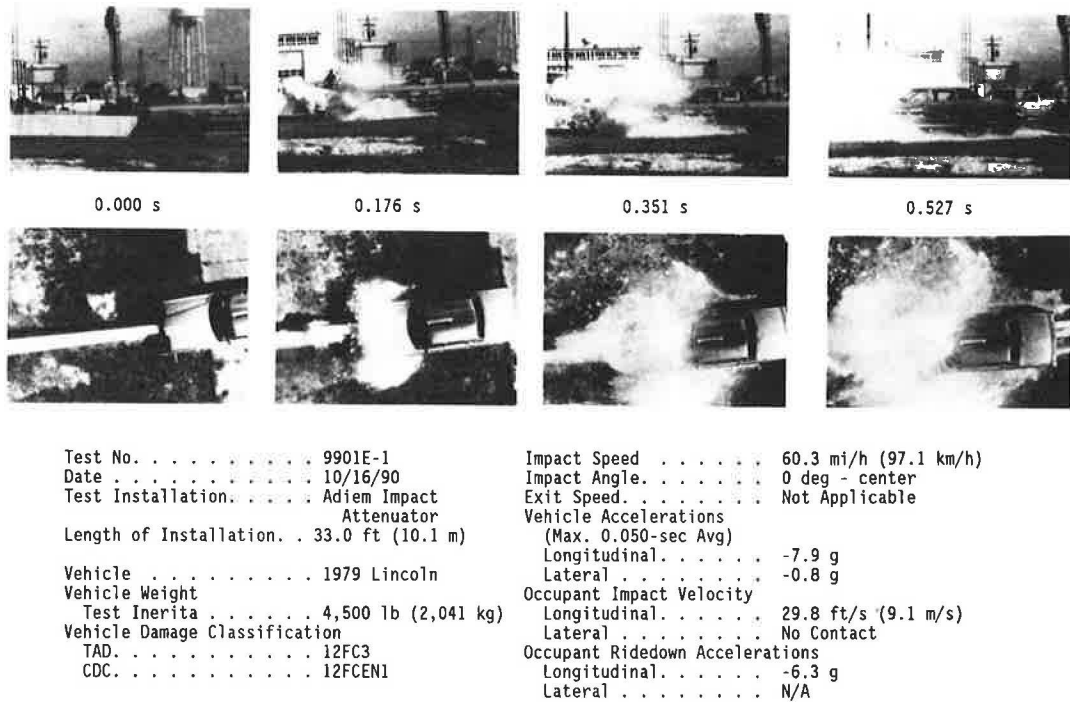 0.000 s 0.176 s 0.351 s 0.527 s
Test No. . . . . . . . . . . 9901E-1
Date . . . . . . . . . . . . 10/16/90
Test Installation. . . . . Adiem Impact
Attenuator
Length of Installation. . 33.0 ft (10.1 m)
Vehicle . . . . . . . . . . 1979 Lincoln
Vehicle Weight
Test Inerita . . . . . . 4,500 lb (2,041 kg)
Vehicle Damage Classification
TAD. . . . . . . . . . . . 12FC3
CDC. . . . . . . . . . . . 12FCEN1
Impact Speed . . . . . . 60.3 mi/h (97.1 km/h)
Impact Angle. . . . . . . 0 deg - center
Exit Speed. . . . . . . . Not Applicable
Vehicle Accelerations
(Max. 0.050-sec Avg)
Longitudinal. . . . . . -7.9 g
Lateral . . . . . . . . -0.8 g
Occupant Impact Velocity
Longitudinal. . . . . . 29.8 ft/s (9.1 m/s)
Lateral . . . . . . . . No Contact
Occupant Ridedown Accelerations
Longitudinal. . . . . . -6.3 g
Lateral . . . . . . . . N/A